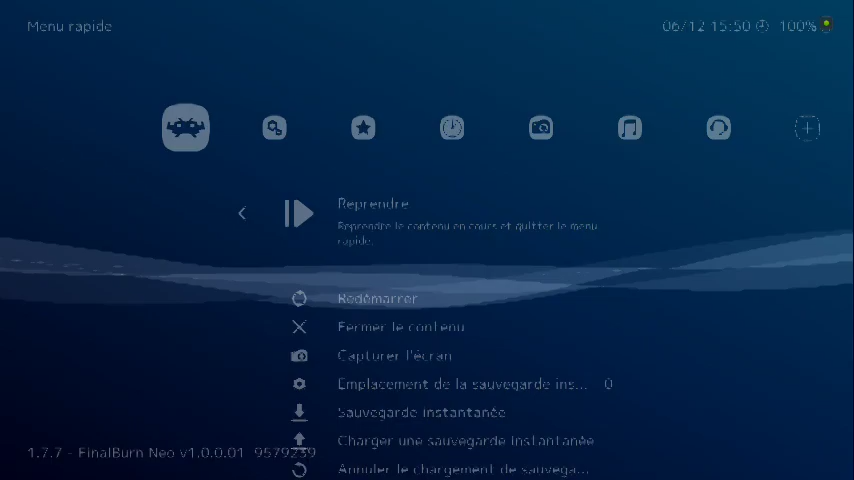 Menu rapide
06/12 15:50 100%
Reprendre
Reprendre le contenu en cours et quitter le menu
rapide.
Redémarrer
Fermer le contenu
Capturer l'écran
Emplacement de la sauvegarde ins... 0
Sauvegarde instantanée
Charger une sauvegarde instantanée
Annuler le chargement de sauvega...
1.7.7 - FinalBurn Neo v1.0.0.01 9579239